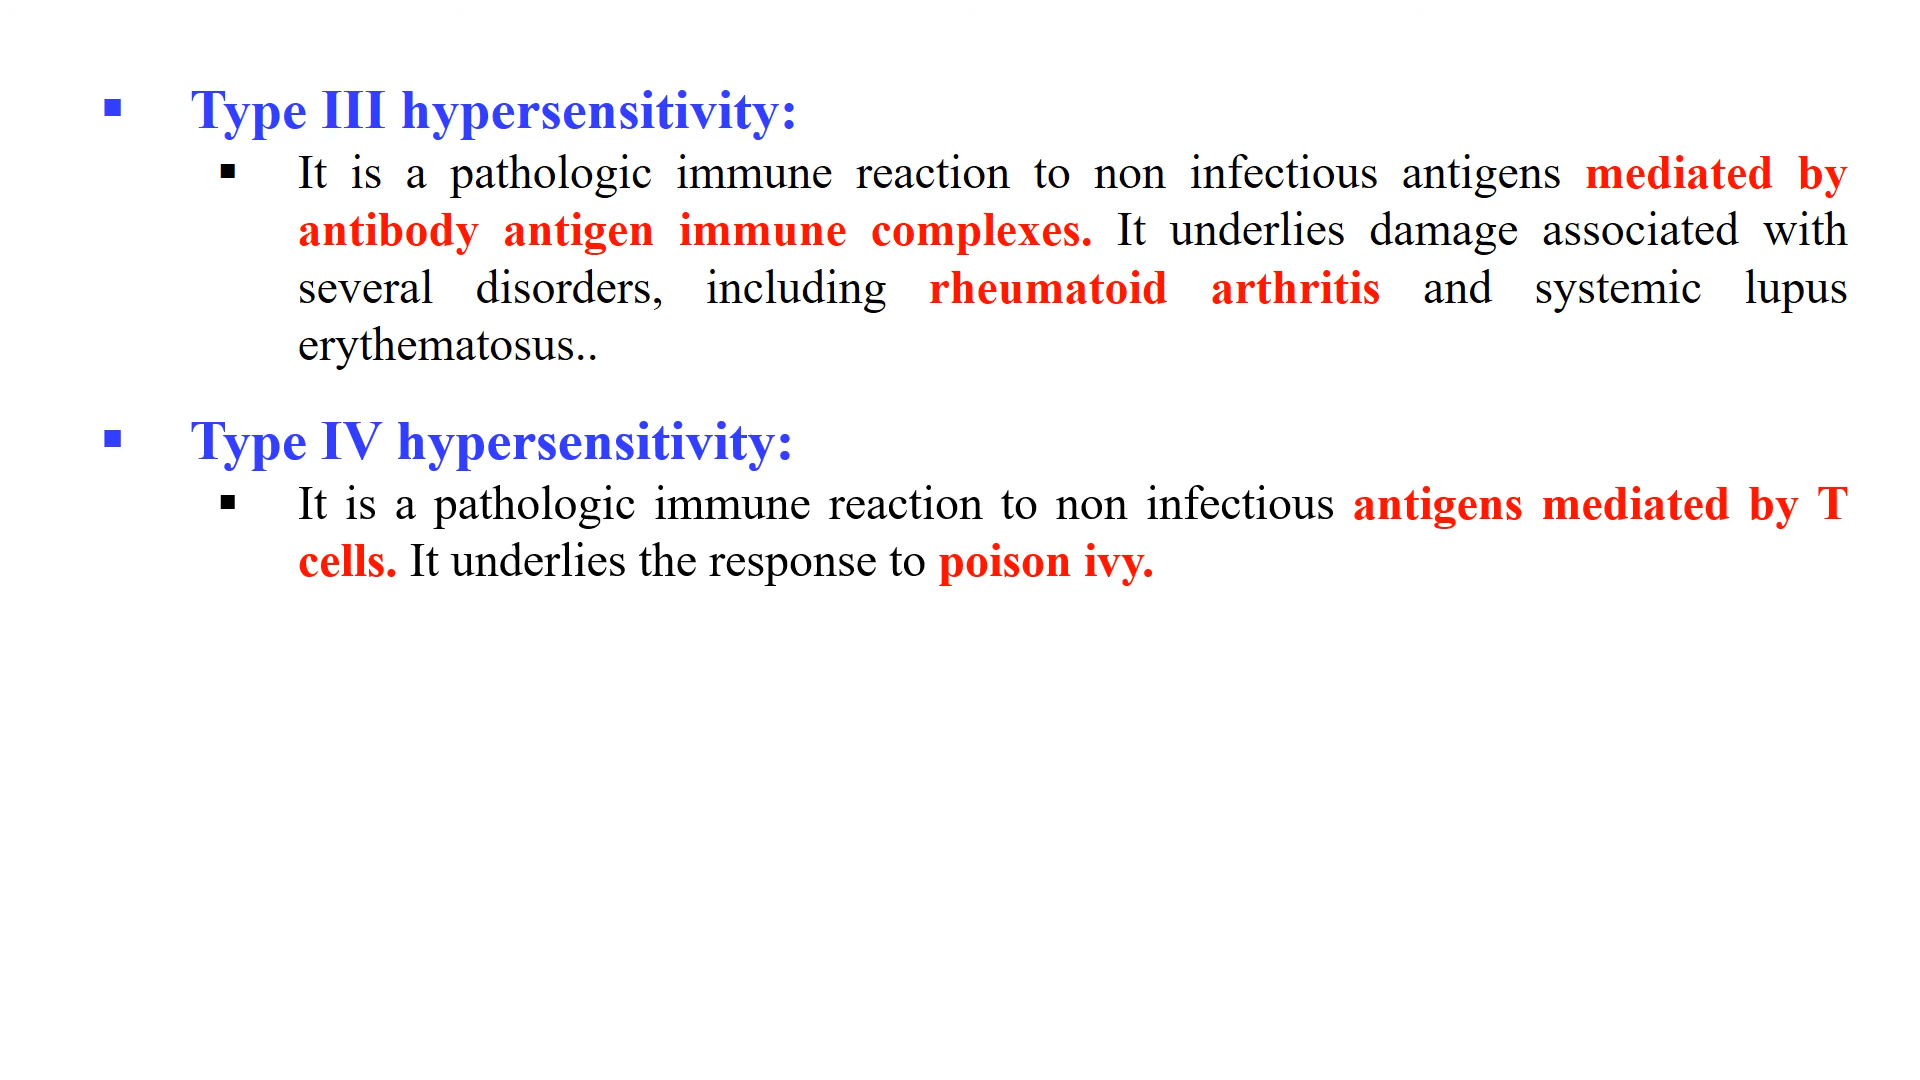 ▪ Type III hypersensitivity:
▪ It is a pathologic immune reaction to non infectious antigens mediated by
antibody antigen immune complexes. It underlies damage associated with
several disorders, including rheumatoid arthritis and systemic lupus
erythematosus..
▪ Type IV hypersensitivity:
▪ It is a pathologic immune reaction to non infectious antigens mediated by T
cells. It underlies the response to poison ivy.